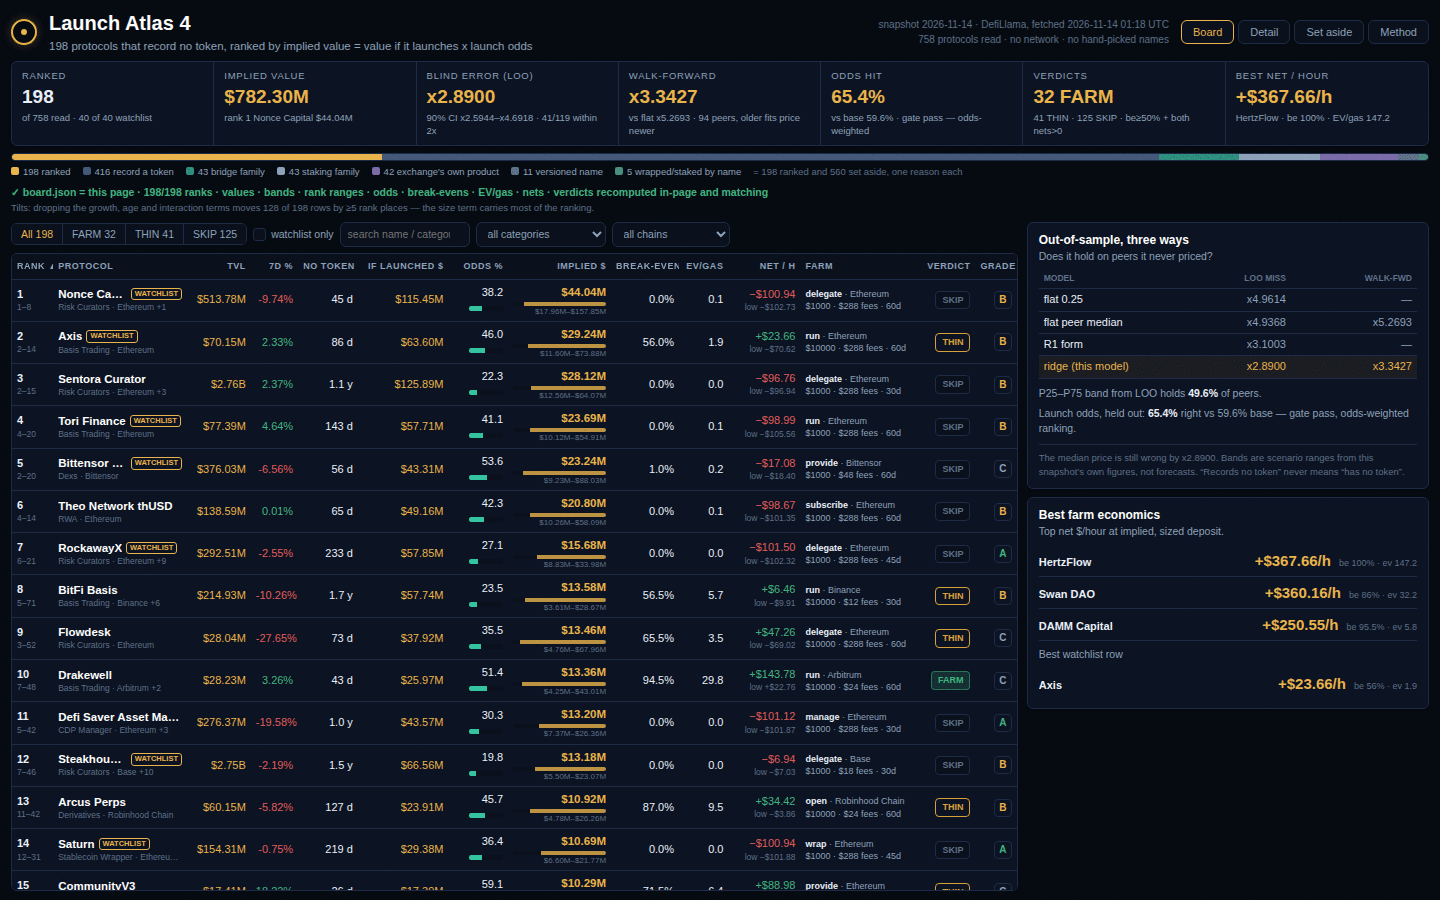 Launch Atlas 4
198 protocols that record no token, ranked by implied value = value if it launches x launch odds
snapshot 2026-11-14 · DefiLlama, fetched 2026-11-14 01:18 UTC
758 protocols read · no network · no hand-picked names
Board Detail Set aside Method
RANKED
198
of 758 read · 40 of 40 watchlist
IMPLIED VALUE
$782.30M
rank 1 Nonce Capital $44.04M
BLIND ERROR (LOO)
x2.8900
90% CI x2.5944–x4.6918 · 41/119 within
2x
WALK-FORWARD
x3.3427
vs flat x5.2693 · 94 peers, older fits price
newer
ODDS HIT
65.4%
vs base 59.6% · gate pass — odds-
weighted
VERDICTS
32 FARM
41 THIN · 125 SKIP · be≥50% + both
nets>0
BEST NET / HOUR
+$367.66/h
HertzFlow · be 100% · EV/gas 147.2
198 ranked 416 record a token 43 bridge family 43 staking family 42 exchange's own product 11 versioned name 5 wrapped/staked by name = 198 ranked and 560 set aside, one reason each
✓ board.json = this page · 198/198 ranks · values · bands · rank ranges · odds · break-evens · EV/gas · nets · verdicts recomputed in-page and matching
Tilts: dropping the growth, age and interaction terms moves 128 of 198 rows by ≥5 rank places — the size term carries most of the ranking.
All 198 FARM 32 THIN 41 SKIP 125 watchlist only search name / categor all categories all chains
RANK PROTOCOL TVL 7D % NO TOKEN IF LAUNCHED $ ODDS % IMPLIED $ BREAK-EVEN EV/GAS NET / H FARM VERDICT GRADE
1 Nonce Ca… WATCHLIST $513.78M -9.74% 45 d $115.45M 38.2 $44.04M 0.0% 0.1 −$100.94 delegate · Ethereum SKIP B
1–8 Risk Curators · Ethereum +1 $17.96M–$157.85M low −$102.73 $1000 · $288 fees · 60d
2 Axis WATCHLIST $70.15M 2.33% 86 d $63.60M 46.0 $29.24M 56.0% 1.9 +$23.66 run · Ethereum THIN B
2–14 Basis Trading · Ethereum $11.60M–$73.88M low −$70.62 $10000 · $288 fees · 60d
3 Sentora Curator $2.76B 2.37% 1.1 y $125.89M 22.3 $28.12M 0.0% 0.0 −$96.76 delegate · Ethereum SKIP B
2–15 Risk Curators · Ethereum +3 $12.56M–$64.07M low −$96.94 $1000 · $288 fees · 30d
4 Tori Finance WATCHLIST $77.39M 4.64% 143 d $57.71M 41.1 $23.69M 0.0% 0.1 −$98.99 run · Ethereum SKIP B
4–20 Basis Trading · Ethereum $10.12M–$54.91M low −$105.56 $1000 · $288 fees · 60d
5 Bittensor … WATCHLIST $376.03M -6.56% 56 d $43.31M 53.6 $23.24M 1.0% 0.2 −$17.08 provide · Bittensor SKIP C
2–20 Dexs · Bittensor $9.23M–$88.03M low −$18.40 $1000 · $48 fees · 60d
6 Theo Network thUSD $138.59M 0.01% 65 d $49.16M 42.3 $20.80M 0.0% 0.1 −$98.67 subscribe · Ethereum SKIP B
4–14 RWA · Ethereum $10.26M–$58.09M low −$101.35 $1000 · $288 fees · 60d
7 RockawayX WATCHLIST $292.51M -2.55% 233 d $57.85M 27.1 $15.68M 0.0% 0.0 −$101.50 delegate · Ethereum SKIP A
6–21 Risk Curators · Ethereum +9 $8.83M–$33.98M low −$102.32 $1000 · $288 fees · 45d
8 BitFi Basis $214.93M -10.26% 1.7 y $57.74M 23.5 $13.58M 56.5% 5.7 +$6.46 run · Binance THIN B
5–71 Basis Trading · Binance +6 $3.61M–$28.67M low −$9.91 $10000 · $12 fees · 30d
9 Flowdesk $28.04M -27.65% 73 d $37.92M 35.5 $13.46M 65.5% 3.5 +$47.26 delegate · Ethereum THIN C
3–52 Risk Curators · Ethereum $4.76M–$67.96M low −$69.02 $10000 · $288 fees · 60d
10 Drakewell $28.23M 3.26% 43 d $25.97M 51.4 $13.36M 94.5% 29.8 +$143.78 run · Arbitrum FARM C
7–48 Basis Trading · Arbitrum +2 $4.25M–$43.01M low +$22.76 $10000 · $24 fees · 60d
11 Defi Saver Asset Ma… $276.37M -19.58% 1.0 y $43.57M 30.3 $13.20M 0.0% 0.0 −$101.12 manage · Ethereum SKIP A
5–42 CDP Manager · Ethereum +3 $7.37M–$26.36M low −$101.87 $1000 · $288 fees · 30d
12 Steakhou… WATCHLIST $2.75B -2.19% 1.5 y $66.56M 19.8 $13.18M 0.0% 0.0 −$6.94 delegate · Base SKIP B
7–46 Risk Curators · Base +10 $5.50M–$23.07M low −$7.03 $1000 · $18 fees · 30d
13 Arcus Perps $60.15M -5.82% 127 d $23.91M 45.7 $10.92M 87.0% 9.5 +$34.42 open · Robinhood Chain THIN B
11–42 Derivatives · Robinhood Chain $4.78M–$26.26M low −$3.86 $10000 · $24 fees · 60d
14 Saturn WATCHLIST $154.31M -0.75% 219 d $29.38M 36.4 $10.69M 0.0% 0.0 −$100.94 wrap · Ethereum SKIP A
12–31 Stablecoin Wrapper · Ethereu… $6.60M–$21.77M low −$101.88 $1000 · $288 fees · 45d
15 CommunityV3 59.1 $10.29M +$88.98 provide · Ethereum
Out-of-sample, three ways
Does it hold on peers it never priced?
MODEL LOO MISS WALK-FWD
flat 0.25 x4.9614 —
flat peer median x4.9368 x5.2693
R1 form x3.1003 —
ridge (this model) x2.8900 x3.3427
P25–P75 band from LOO holds 49.6% of peers.
Launch odds, held out: 65.4% right vs 59.6% base — gate pass, odds-weighted
ranking.
The median price is still wrong by x2.8900. Bands are scenario ranges from this
snapshot's own figures, not forecasts. “Records no token” never means “has no token”.
Best farm economics
Top net $/hour at implied, sized deposit.
HertzFlow +$367.66/h be 100% · ev 147.2
Swan DAO +$360.16/h be 86% · ev 32.2
DAMM Capital +$250.55/h be 95.5% · ev 5.8
Best watchlist row
Axis +$23.66/h be 56% · ev 1.9